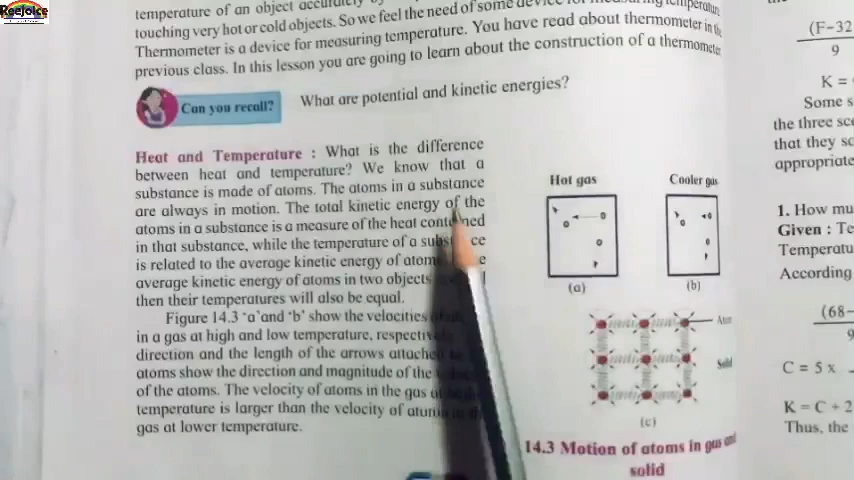 Reejoice
temperature of an object accurately by
touching very hot or cold objects. So we feel the need of some device for measuring temperature
Thermometer is a device for measuring temperature. You have read about thermometer in the
previous class. In this lesson you are going to learn about the construction of a thermometer
Can you recall? What are potential and kinetic energies?
Heat and Temperature : What is the difference
between heat and temperature? We know that a
substance is made of atoms. The atoms in a substance
are always in motion. The total kinetic energy of the
atoms in a substance is a measure of the heat
in that substance, while the temperature of a
is related to the average kinetic energy of
average kinetic energy of atoms in two objects
then their temperatures will also be equal.
Figure 14.3 ‘a’and ‘b’ show the velocities
in a gas at high and low temperature,
direction and the length of the arrows
atoms show the direction and magnitude of the
of the atoms. The velocity of atoms in the gas
temperature is larger than the velocity of
gas at lower temperature.
Hot gas
Cooler gas
(a)
(b)
Atom
Solid
(c)
14.3 Motion of atoms in gas and
solid
(F-32
9
K =
Some s
the three sc
that they
appropriate
1. How mu
Given : Te
Temperatu
According
(68-
9
C = 5 x
K = C + 2
Thus, the